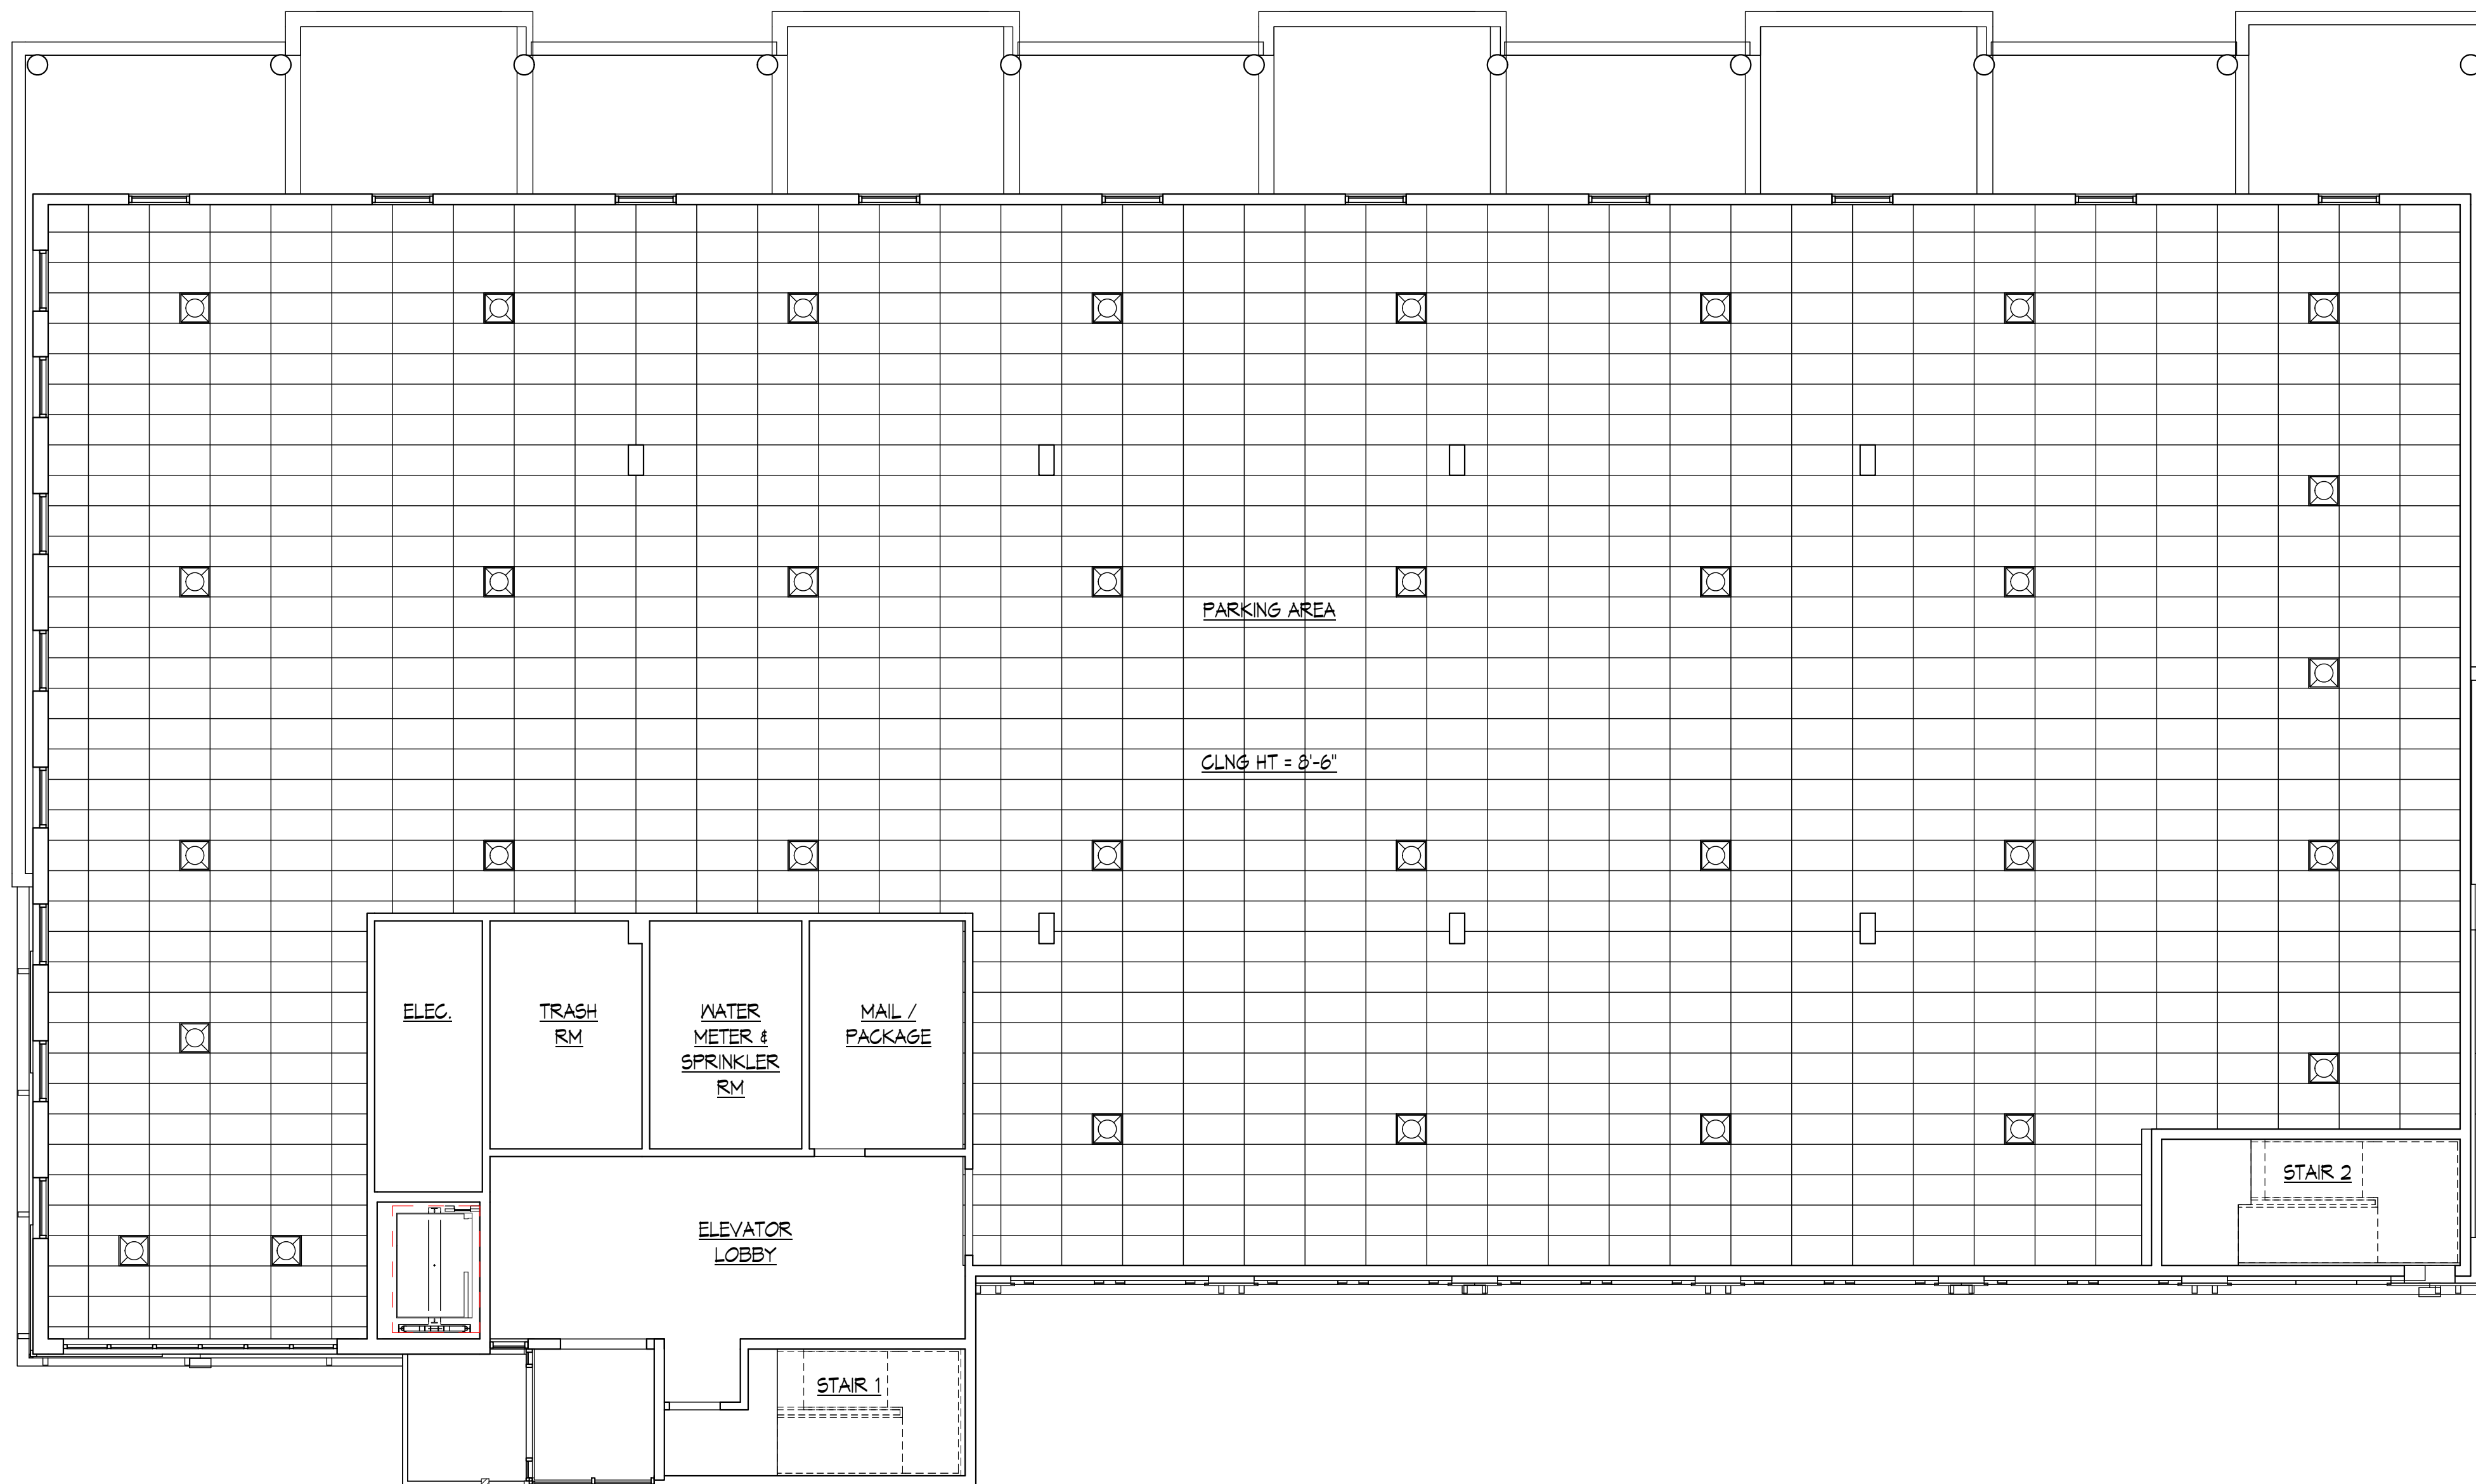 PARKING AREA
CLNG HT = 8'-6"
ELEC.
TRASH
RM
WATER
METER &
SPRINKLER
RM
MAIL /
PACKAGE
ELEVATOR
LOBBY
STAIR 2
STAIR 1